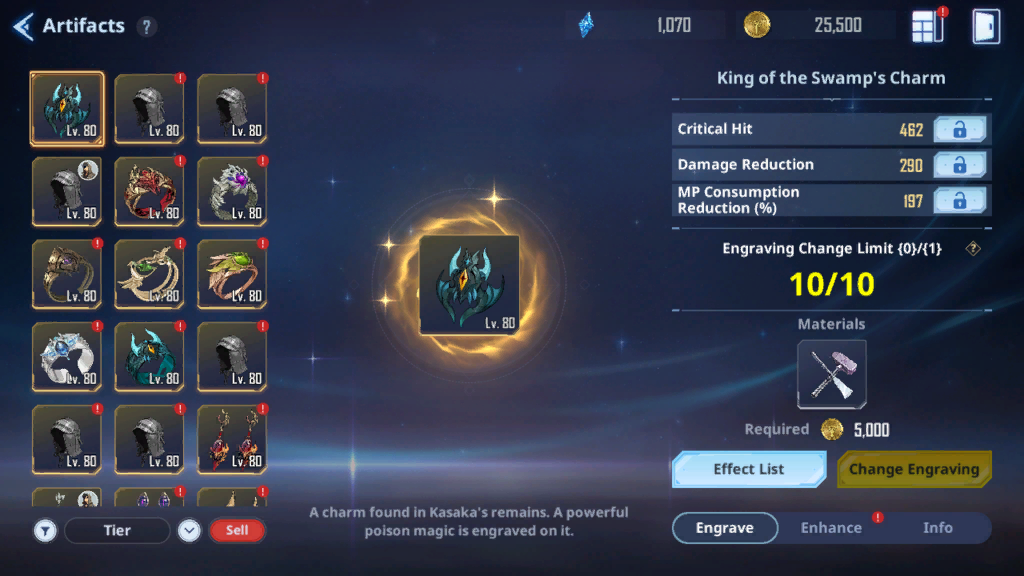 Artifacts ?
1,070
25,500
!
King of the Swamp's Charm
Lv. 80
! Lv. 80
! Lv. 80
Critical Hit 462
Damage Reduction 290
MP Consumption
Reduction (%) 197
Lv. 80
! Lv. 80
! Lv. 80
Engraving Change Limit {0}/{1} ?
10/10
! Lv. 80
! Lv. 80
! Lv. 80
Lv. 80
Materials
! Lv. 80
! Lv. 80
! Lv. 80
Required 5,000
! Lv. 80
! Lv. 80
! Lv. 80
Effect List
Change Engraving
!
!
A charm found in Kasaka's remains. A powerful
poison magic is engraved on it.
Tier
Sell
Engrave
Enhance !
Info